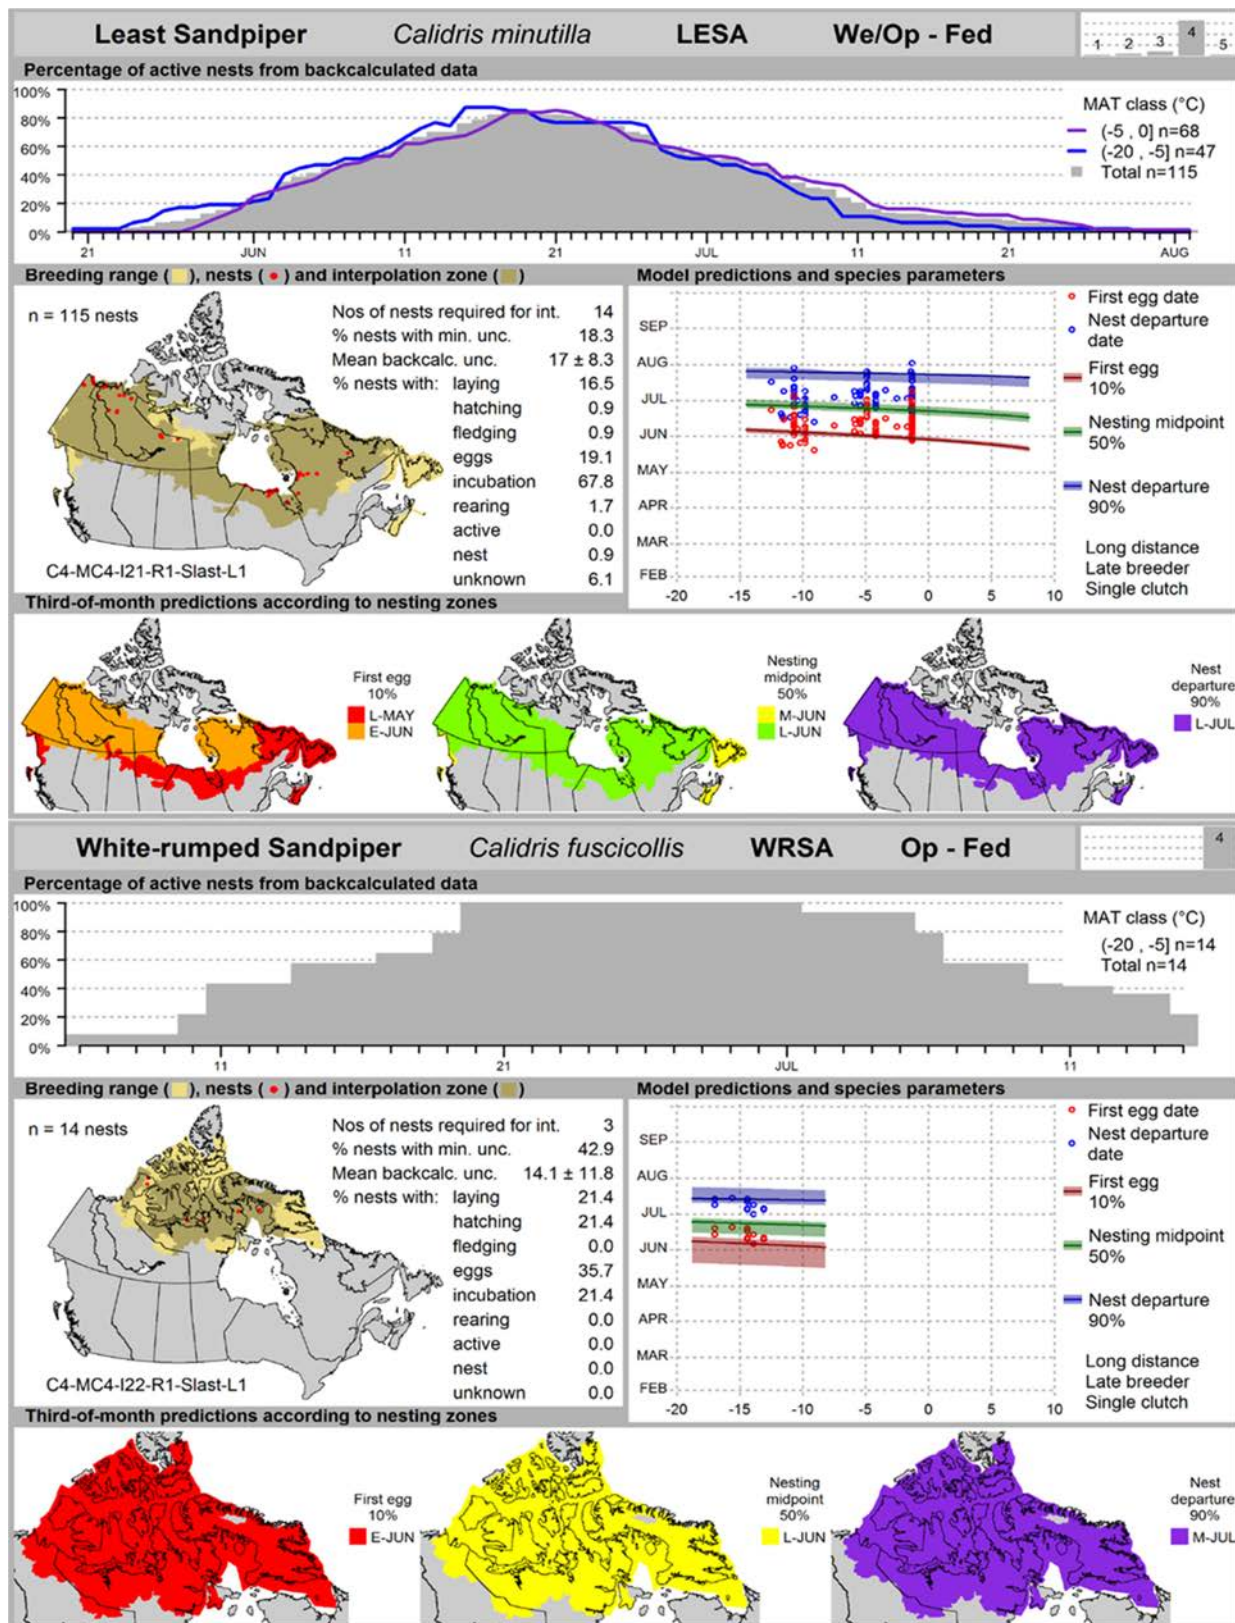 Least Sandpiper Calidris minutilla LESA We/Op - Fed
1 2 3 4 5
Percentage of active nests from backcalculated data
100%
80%
60%
40%
20%
0%
MAT class (°C)
(-5 , 0] n=68
(-20 , -5] n=47
Total n=115
21 JUN 11 21 JUL 11 21 AUG
Breeding range ( ), nests ( ) and interpolation zone ( )
n = 115 nests
Nos of nests required for int. 14
% nests with min. unc. 18.3
Mean backcalc. unc. 17 ± 8.3
% nests with: laying 16.5
hatching 0.9
fledging 0.9
eggs 19.1
incubation 67.8
rearing 1.7
active 0.0
nest 0.9
unknown 6.1
C4-MC4-I21-R1-Slast-L1
Model predictions and species parameters
SEP
AUG
JUL
JUN
MAY
APR
MAR
FEB
-20 -15 -10 -5 0 5 10
First egg date
Nest departure
date
First egg
10%
Nesting midpoint
50%
Nest departure
90%
Long distance
Late breeder
Single clutch
Third-of-month predictions according to nesting zones
First egg
10%
L-MAY
E-JUN
Nesting
midpoint
50%
M-JUN
L-JUN
Nest
departure
90%
L-JUL
White-rumped Sandpiper Calidris fuscicollis WRSA Op - Fed
4
Percentage of active nests from backcalculated data
100%
80%
60%
40%
20%
0%
MAT class (°C)
(-20 , -5] n=14
Total n=14
11 21 JUL 11
Breeding range ( ), nests ( ) and interpolation zone ( )
n = 14 nests
Nos of nests required for int. 3
% nests with min. unc. 42.9
Mean backcalc. unc. 14.1 ± 11.8
% nests with: laying 21.4
hatching 21.4
fledging 0.0
eggs 35.7
incubation 21.4
rearing 0.0
active 0.0
nest 0.0
unknown 0.0
C4-MC4-I22-R1-Slast-L1
Model predictions and species parameters
SEP
AUG
JUL
JUN
MAY
APR
MAR
FEB
-20 -15 -10 -5 0 5 10
First egg date
Nest departure
date
First egg
10%
Nesting midpoint
50%
Nest departure
90%
Long distance
Late breeder
Single clutch
Third-of-month predictions according to nesting zones
First egg
10%
E-JUN
Nesting
midpoint
50%
L-JUN
Nest
departure
90%
M-JUL